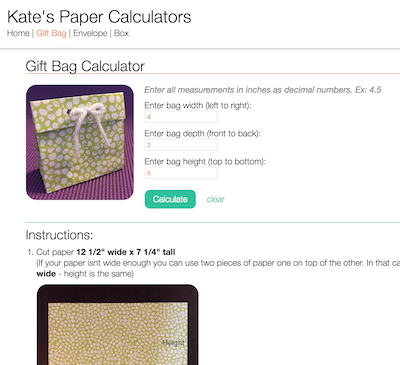 Kate's Paper Calculators
Home | Gift Bag | Envelope | Box
Gift Bag Calculator
Enter all measurements in inches as decimal numbers. Ex: 4.5
Enter bag width (left to right):
4
Enter bag depth (front to back):
2
Enter bag height (top to bottom):
5
Calculate clear
Instructions:
1. Cut paper 12 1/2" wide x 7 1/4" tall
(If your paper isnt wide enough you can use two pieces of paper one on top of the other. In that ca
wide - height is the same)
Height